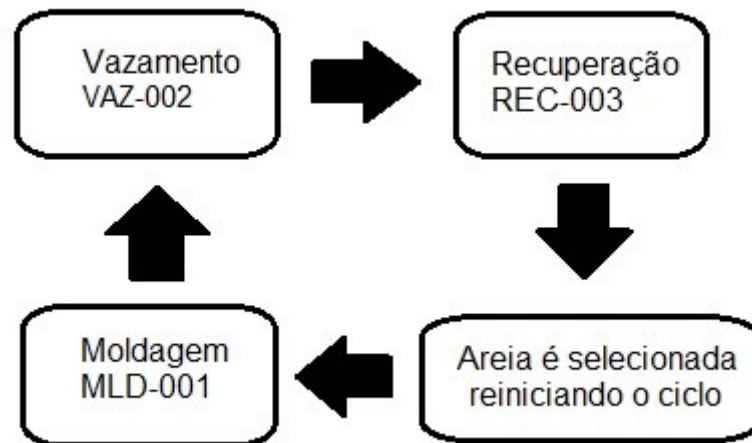 Vazamento
VAZ-002
Recuperação
REC-003
Moldagem
MLD-001
Areia é selecionada
reiniciando o ciclo